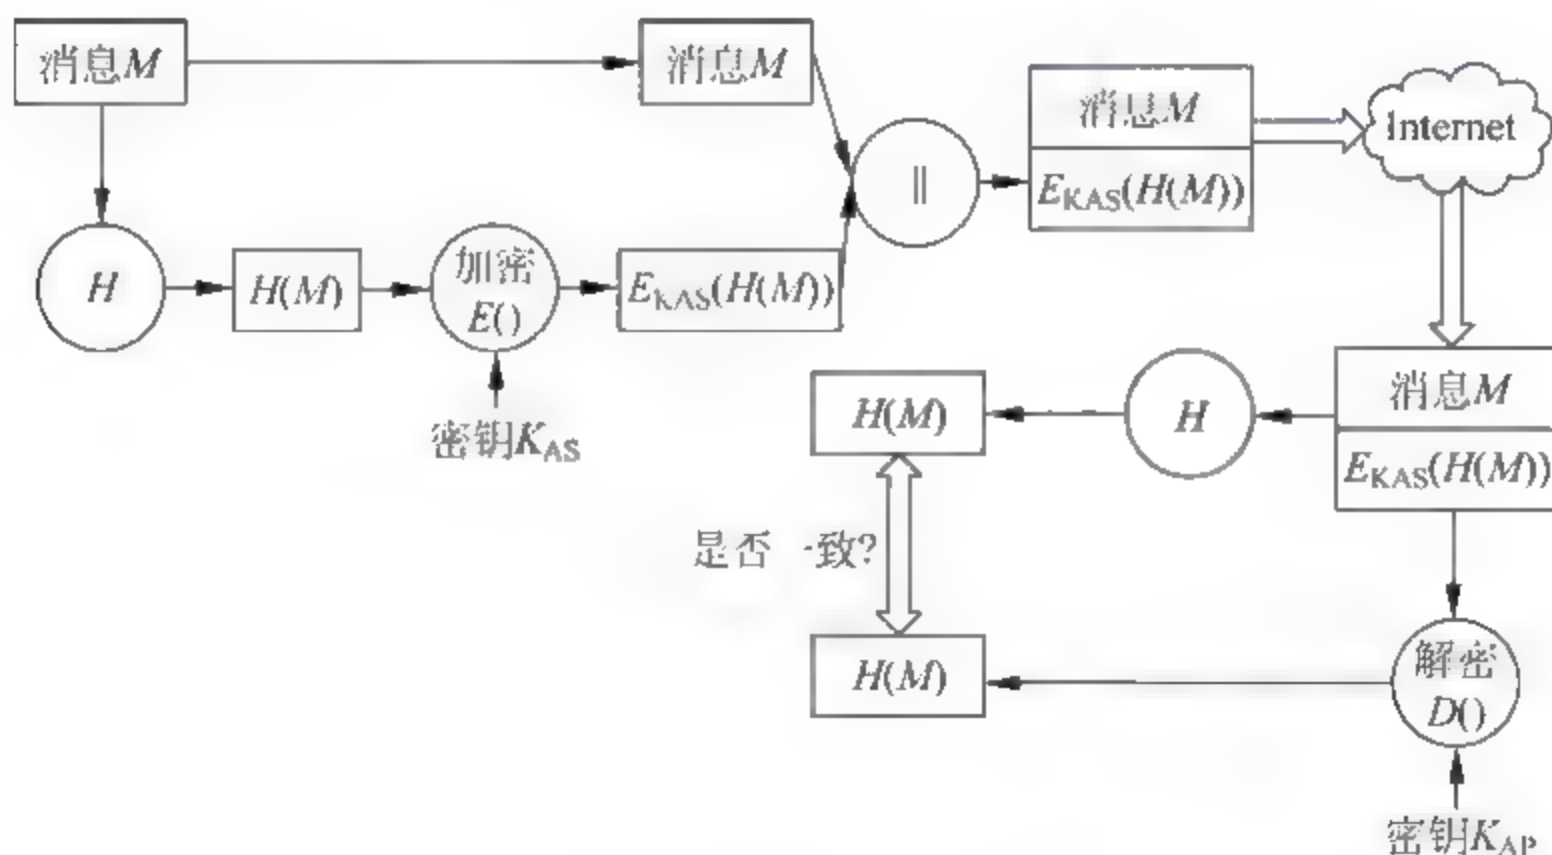 消息M
消息M
消息M
Internet
E_KAS(H(M))
H
H(M)
加密
E()
E_KAS(H(M))
||
密钥K_AS
H(M)
H
消息M
E_KAS(H(M))
是否一致?
H(M)
解密
D()
密钥K_AP